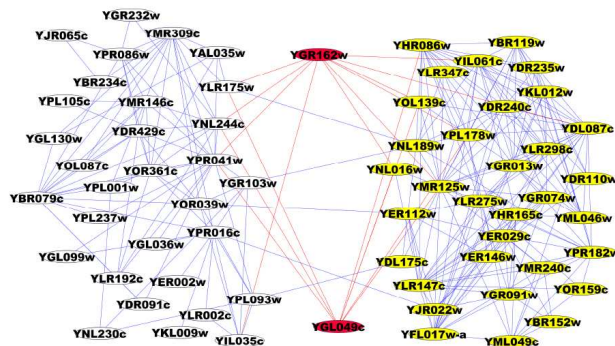 YGR232w
YJR065c
YMR309c
YPR086w
YAL035w
YBR234c
YLR175w
YPL105c
YMR146c
YNL244c
YDR429c
YGL130w
YPR041w
YOL087c
YOR361c
YGR103w
YPL001w
YBR079c
YOR039w
YPL237w
YPR016c
YGL036w
YGL099w
YLR192c
YER002w
YPL093w
YDR091c
YLR002c
YNL230c
YKL009w
YIL035c
YGR162w
YGL049c
YHR086w
YBR119w
YIL061c
YDR235w
YLR347c
YKL012w
YOL139c
YDR240c
YDL087c
YPL178w
YNL189w
YLR298c
YGR013w
YNL016w
YDR110w
YMR125w
YGR074w
YLR275w
YER112w
YHR165c
YML046w
YER029c
YPR182w
YER146w
YDL175c
YMR240c
YLR147c
YOR159c
YGR091w
YJR022w
YBR152w
YFL017w-a
YML049c